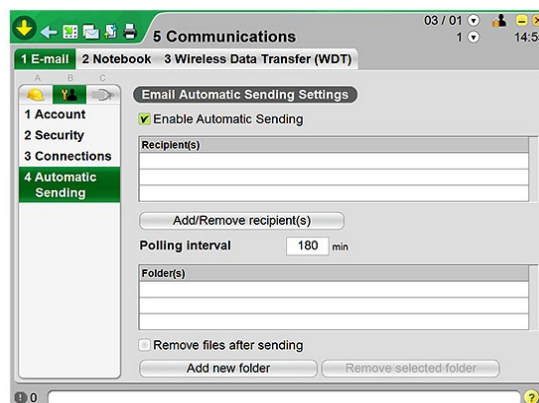 03 / 01
5 Communications
1
14:5
1 E-mail 2 Notebook 3 Wireless Data Transfer (WDT)
A B C
Email Automatic Sending Settings
1 Account
Enable Automatic Sending
2 Security
3 Connections
Recipient(s)
4 Automatic
Sending
Add/Remove recipient(s)
Polling interval 180 min
Folder(s)
Remove files after sending
Add new folder Remove selected folder
0 ?